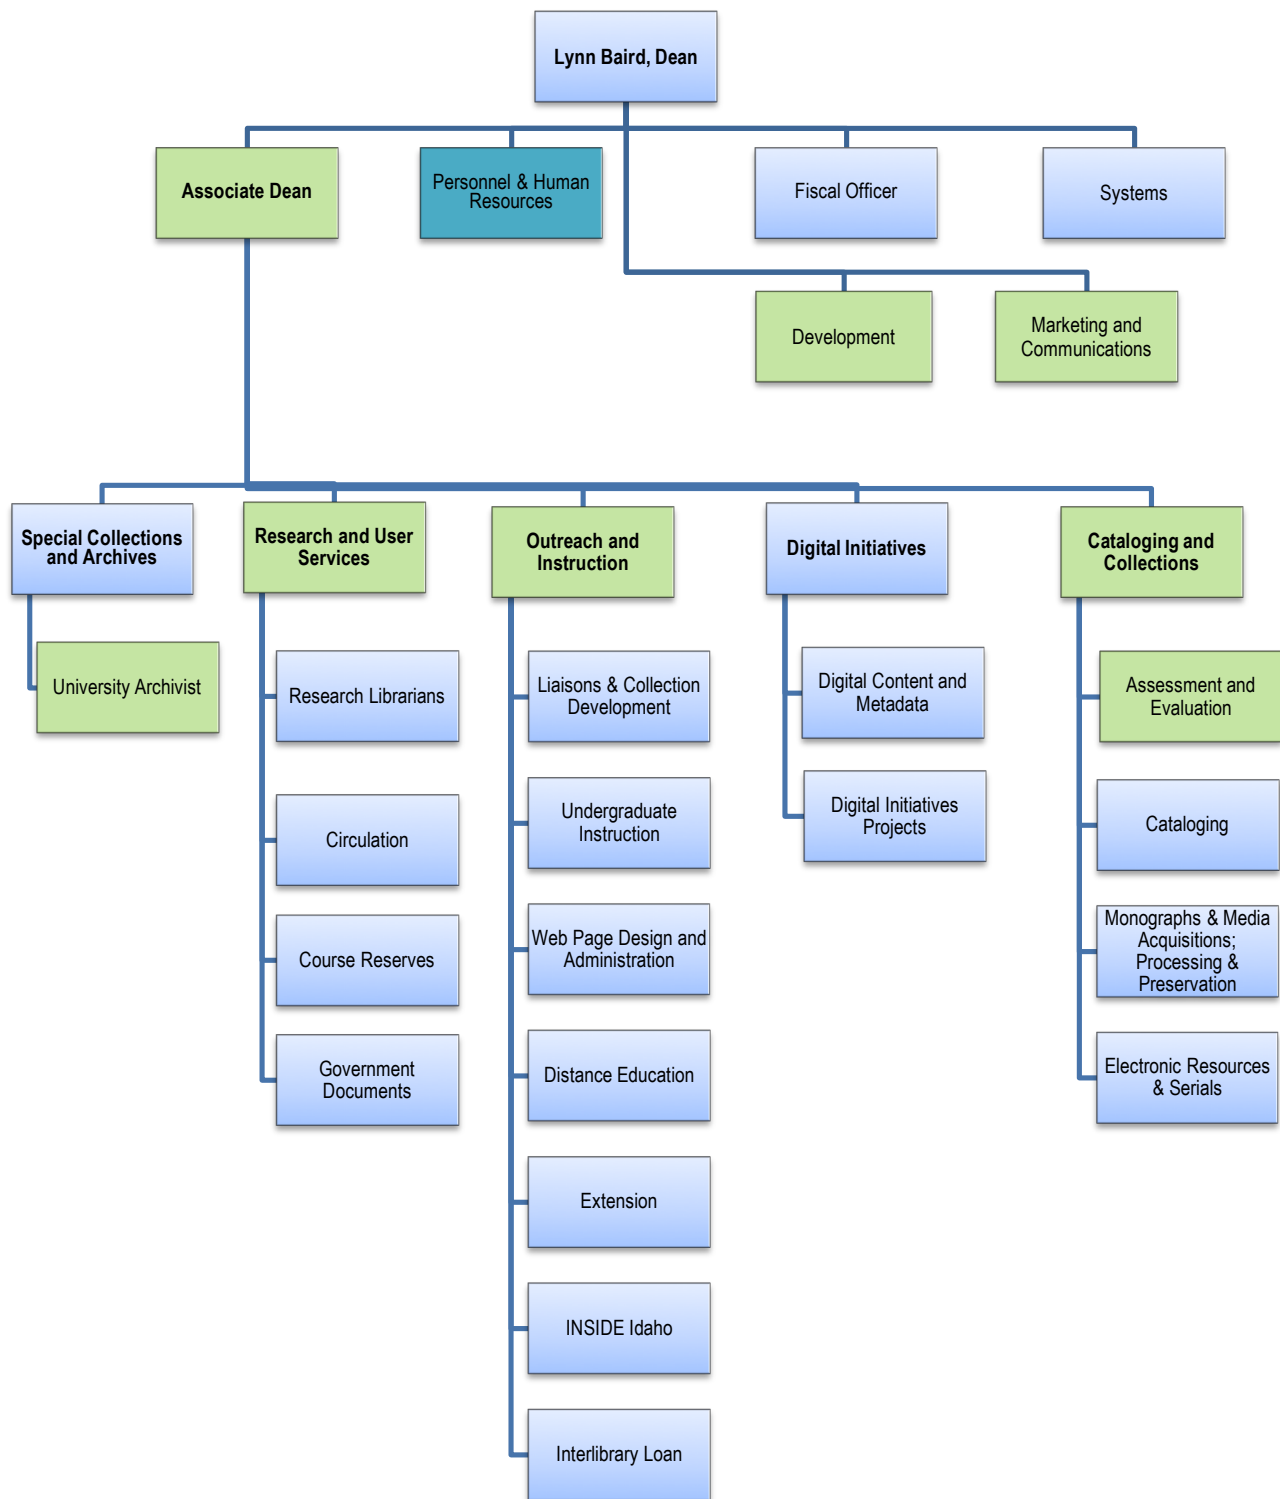 Lynn Baird, Dean
Associate Dean
Personnel & Human
Resources
Fiscal Officer
Systems
Development
Marketing and
Communications
Special Collections
and Archives
Research and User
Services
Outreach and
Instruction
Digital Initiatives
Cataloging and
Collections
University Archivist
Research Librarians
Circulation
Course Reserves
Government
Documents
Liaisons & Collection
Development
Undergraduate
Instruction
Web Page Design and
Administration
Distance Education
Extension
INSIDE Idaho
Interlibrary Loan
Digital Content and
Metadata
Digital Initiatives
Projects
Assessment and
Evaluation
Cataloging
Monographs & Media
Acquisitions;
Processing &
Preservation
Electronic Resources
& Serials